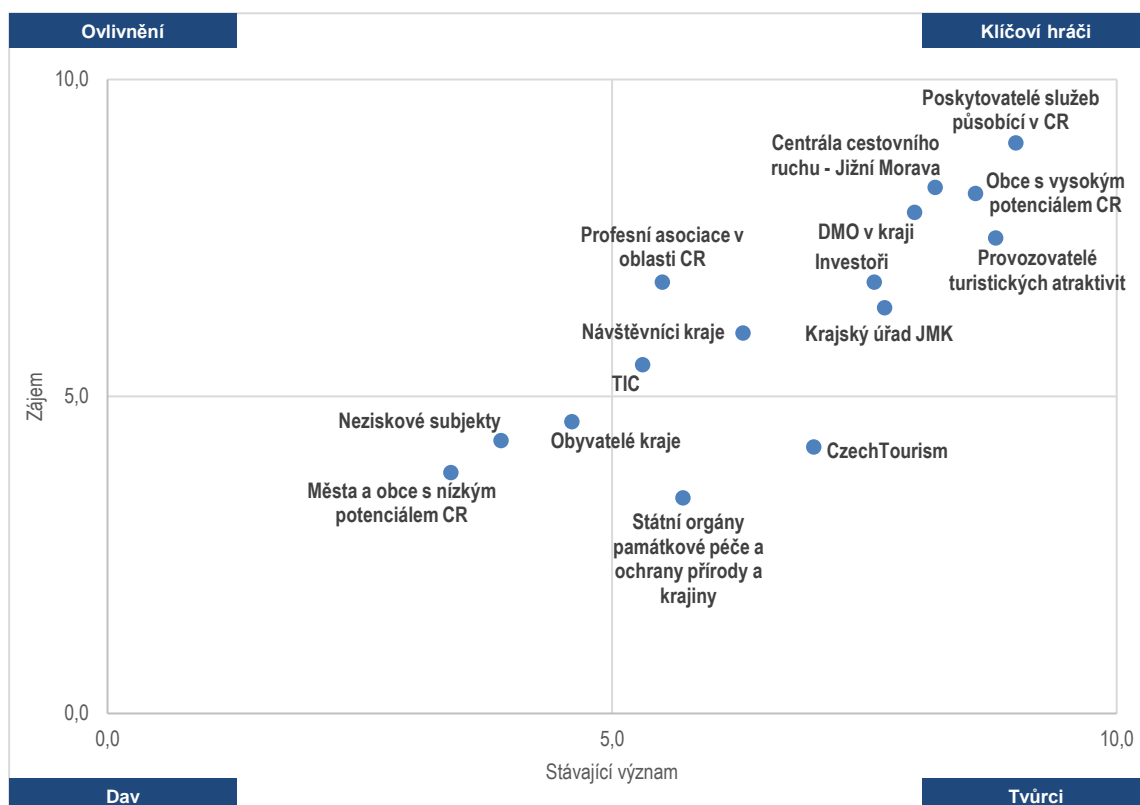 Ovlivnění
Klíčoví hráči
10,0
Poskytovatelé služeb
působící v CR
Centrála cestovního
ruchu - Jižní Morava
Obce s vysokým
potenciálem CR
DMO v kraji
Profesní asociace v
oblasti CR
Investoři
Provozovatelé
turistických atraktivit
Návštěvníci kraje
Krajský úřad JMK
TIC
5,0
Zájem
Neziskové subjekty
Obyvatelé kraje
CzechTourism
Města a obce s nízkým
potenciálem CR
Státní orgány
památkové péče a
ochrany přírody a
krajiny
0,0
0,0
5,0
10,0
Stávající význam
Dav
Tvůrci